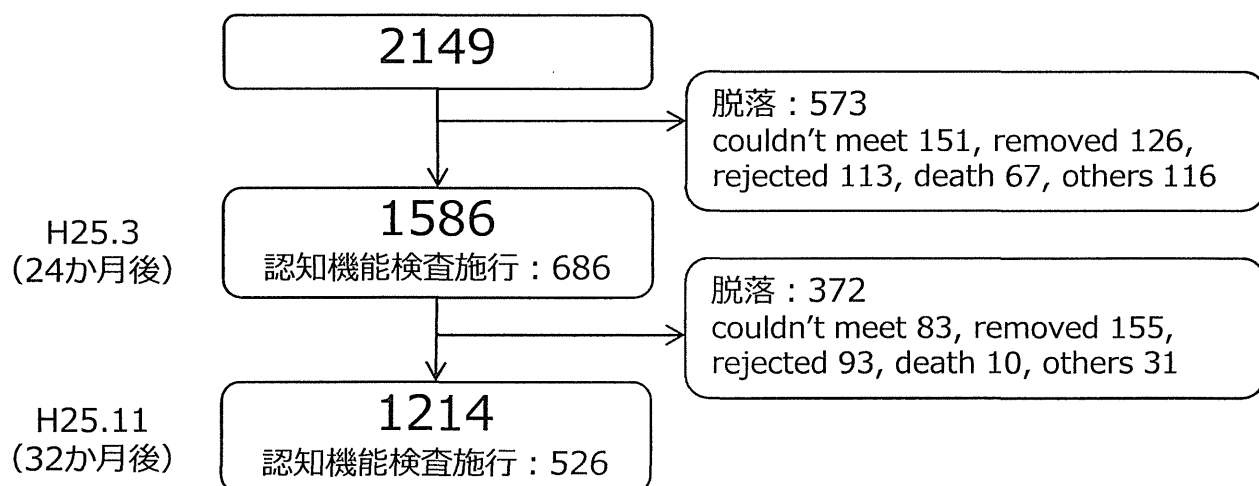 2149
脱落：573
couldn't meet 151, removed 126,
rejected 113, death 67, others 116
H25.3
(24か月後)
1586
認知機能検査施行：686
脱落：372
couldn't meet 83, removed 155,
rejected 93, death 10, others 31
H25.11
(32か月後)
1214
認知機能検査施行：526